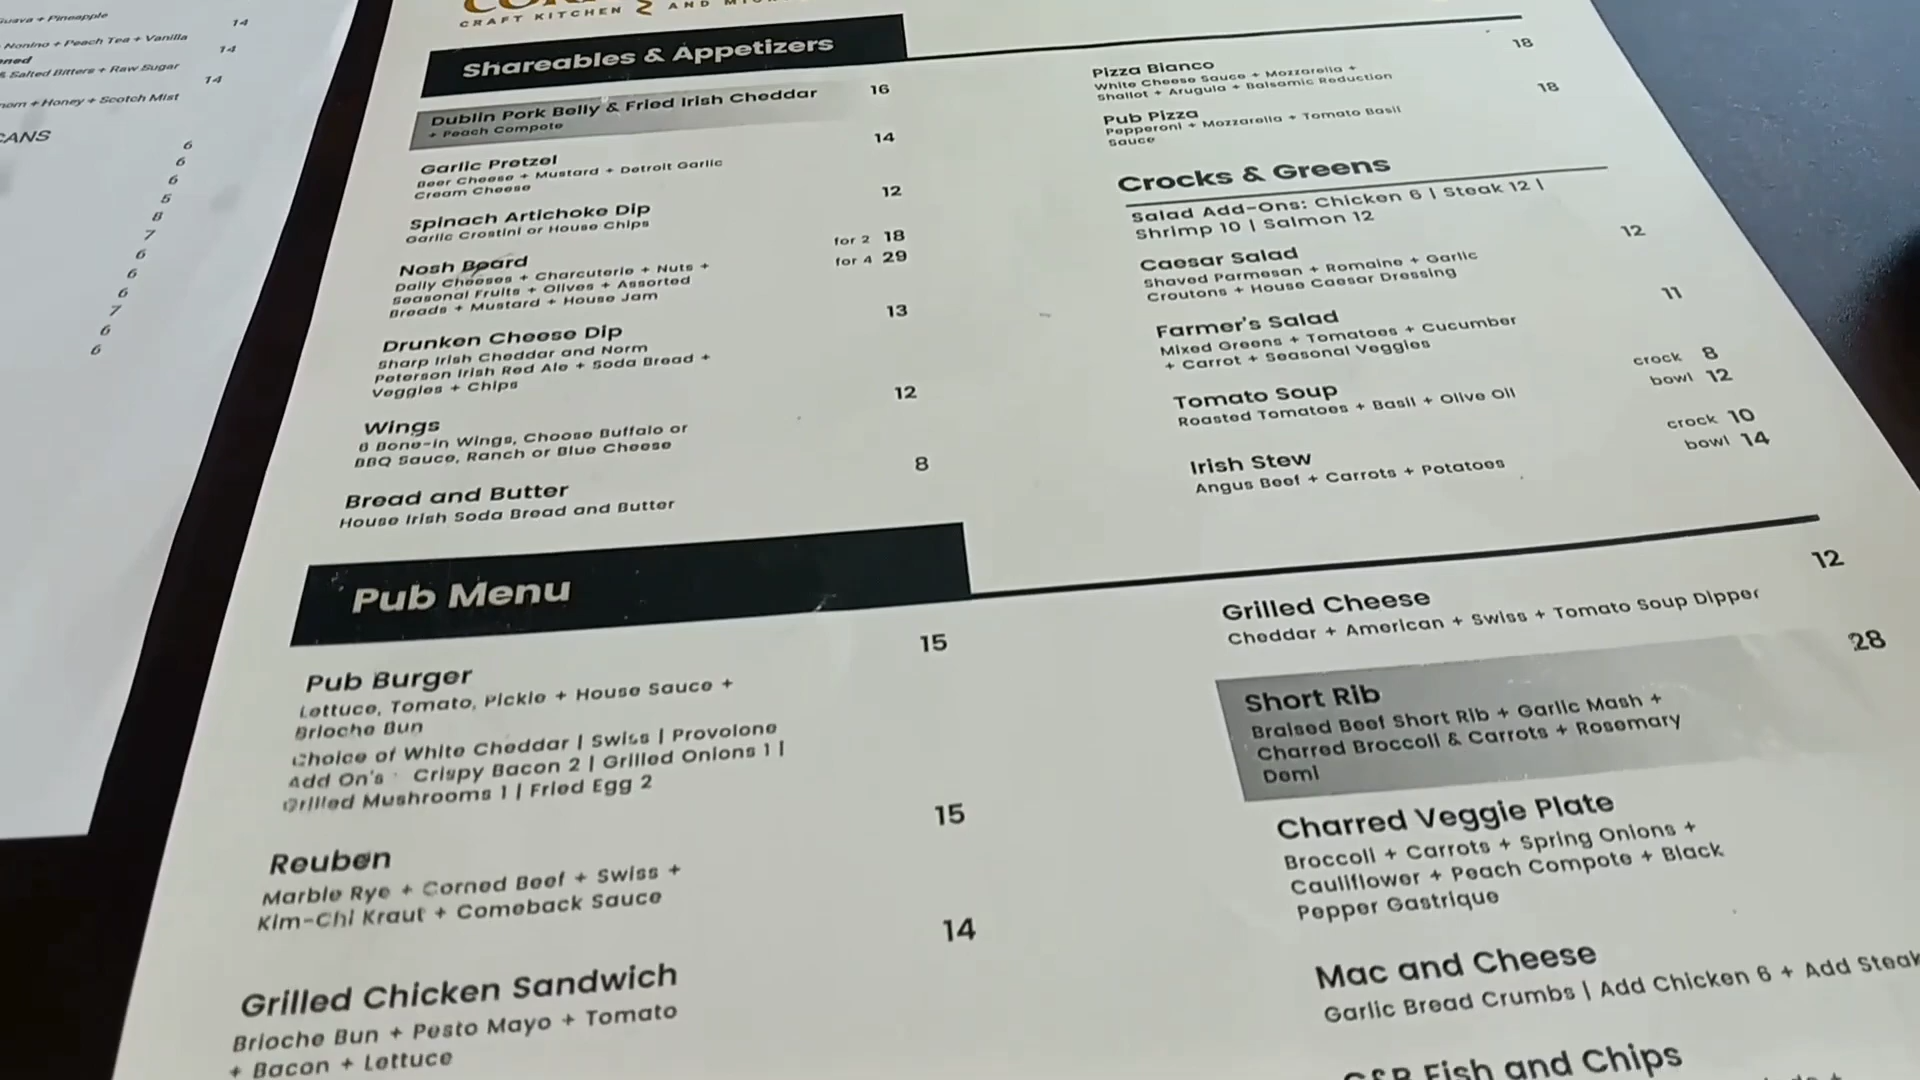 Guava + Pineapple
14
Nonino + Peach Tea + Vanilla
14
& Salted Bitters + Raw Sugar
14
+ Honey + Scotch Mist
CANS
6
6
6
5
8
7
6
6
6
7
6
6
CRAFT KITCHEN AND
Shareables & Appetizers
Dublin Pork Belly & Fried Irish Cheddar 16
+ Peach Compote
Garlic Pretzel 14
Beer Cheese + Mustard + Detroit Garlic
Cream Cheese
Spinach Artichoke Dip 12
Garlic Crostini or House Chips
Nosh Board for 2 18
for 4 29
Daily Cheeses + Charcuterie + Nuts +
Seasonal Fruits + Olives + Assorted
Breads + Mustard + House Jam
Drunken Cheese Dip 13
Sharp Irish Cheddar and Norm
Peterson Irish Red Ale + Soda Bread +
Veggies + Chips
Wings 12
6 Bone-in Wings, Choose Buffalo or
BBQ Sauce, Ranch or Blue Cheese
Bread and Butter 8
House Irish Soda Bread and Butter
Pizza Bianco 18
White Cheese Sauce + Mozzarella +
Shallot + Arugula + Balsamic Reduction
Pub Pizza 18
Pepperoni + Mozzarella + Tomato Basil
Sauce
Crocks & Greens
Salad Add-Ons: Chicken 6 | Steak 12 |
Shrimp 10 | Salmon 12
Caesar Salad 12
Shaved Parmesan + Romaine + Garlic
Croutons + House Caesar Dressing
Farmer's Salad 11
Mixed Greens + Tomatoes + Cucumber
+ Carrot + Seasonal Veggies
Tomato Soup crock 8
bowl 12
Roasted Tomatoes + Basil + Olive Oil
Irish Stew crock 10
bowl 14
Angus Beef + Carrots + Potatoes
Pub Menu
Pub Burger 15
Lettuce, Tomato, Pickle + House Sauce +
Brioche Bun
Choice of White Cheddar | Swiss | Provolone
Add On's Crispy Bacon 2 | Grilled Onions 1 |
Grilled Mushrooms 1 | Fried Egg 2
Reuben 15
Marble Rye + Corned Beef + Swiss +
Kim-Chi Kraut + Comeback Sauce
Grilled Chicken Sandwich 14
Brioche Bun + Pesto Mayo + Tomato
+ Bacon + Lettuce
Grilled Cheese 12
Cheddar + American + Swiss + Tomato Soup Dipper
Short Rib 28
Braised Beef Short Rib + Garlic Mash +
Charred Broccoli & Carrots + Rosemary
Demi
Charred Veggie Plate
Broccoli + Carrots + Spring Onions +
Cauliflower + Peach Compote + Black
Pepper Gastrique
Mac and Cheese
Garlic Bread Crumbs | Add Chicken 6 + Add Steak
Fish and Chips